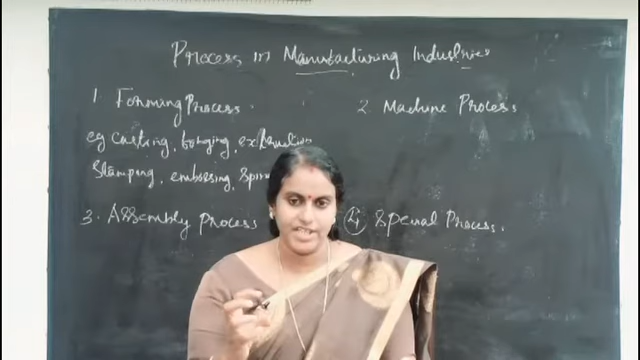 Process in Manufacturing Industries
1. Forming Process.
2. Machine Process.
eg casting, forging, extrusion
Stamping, embossing, Spin
3. Assembly Process
4 Special Process.